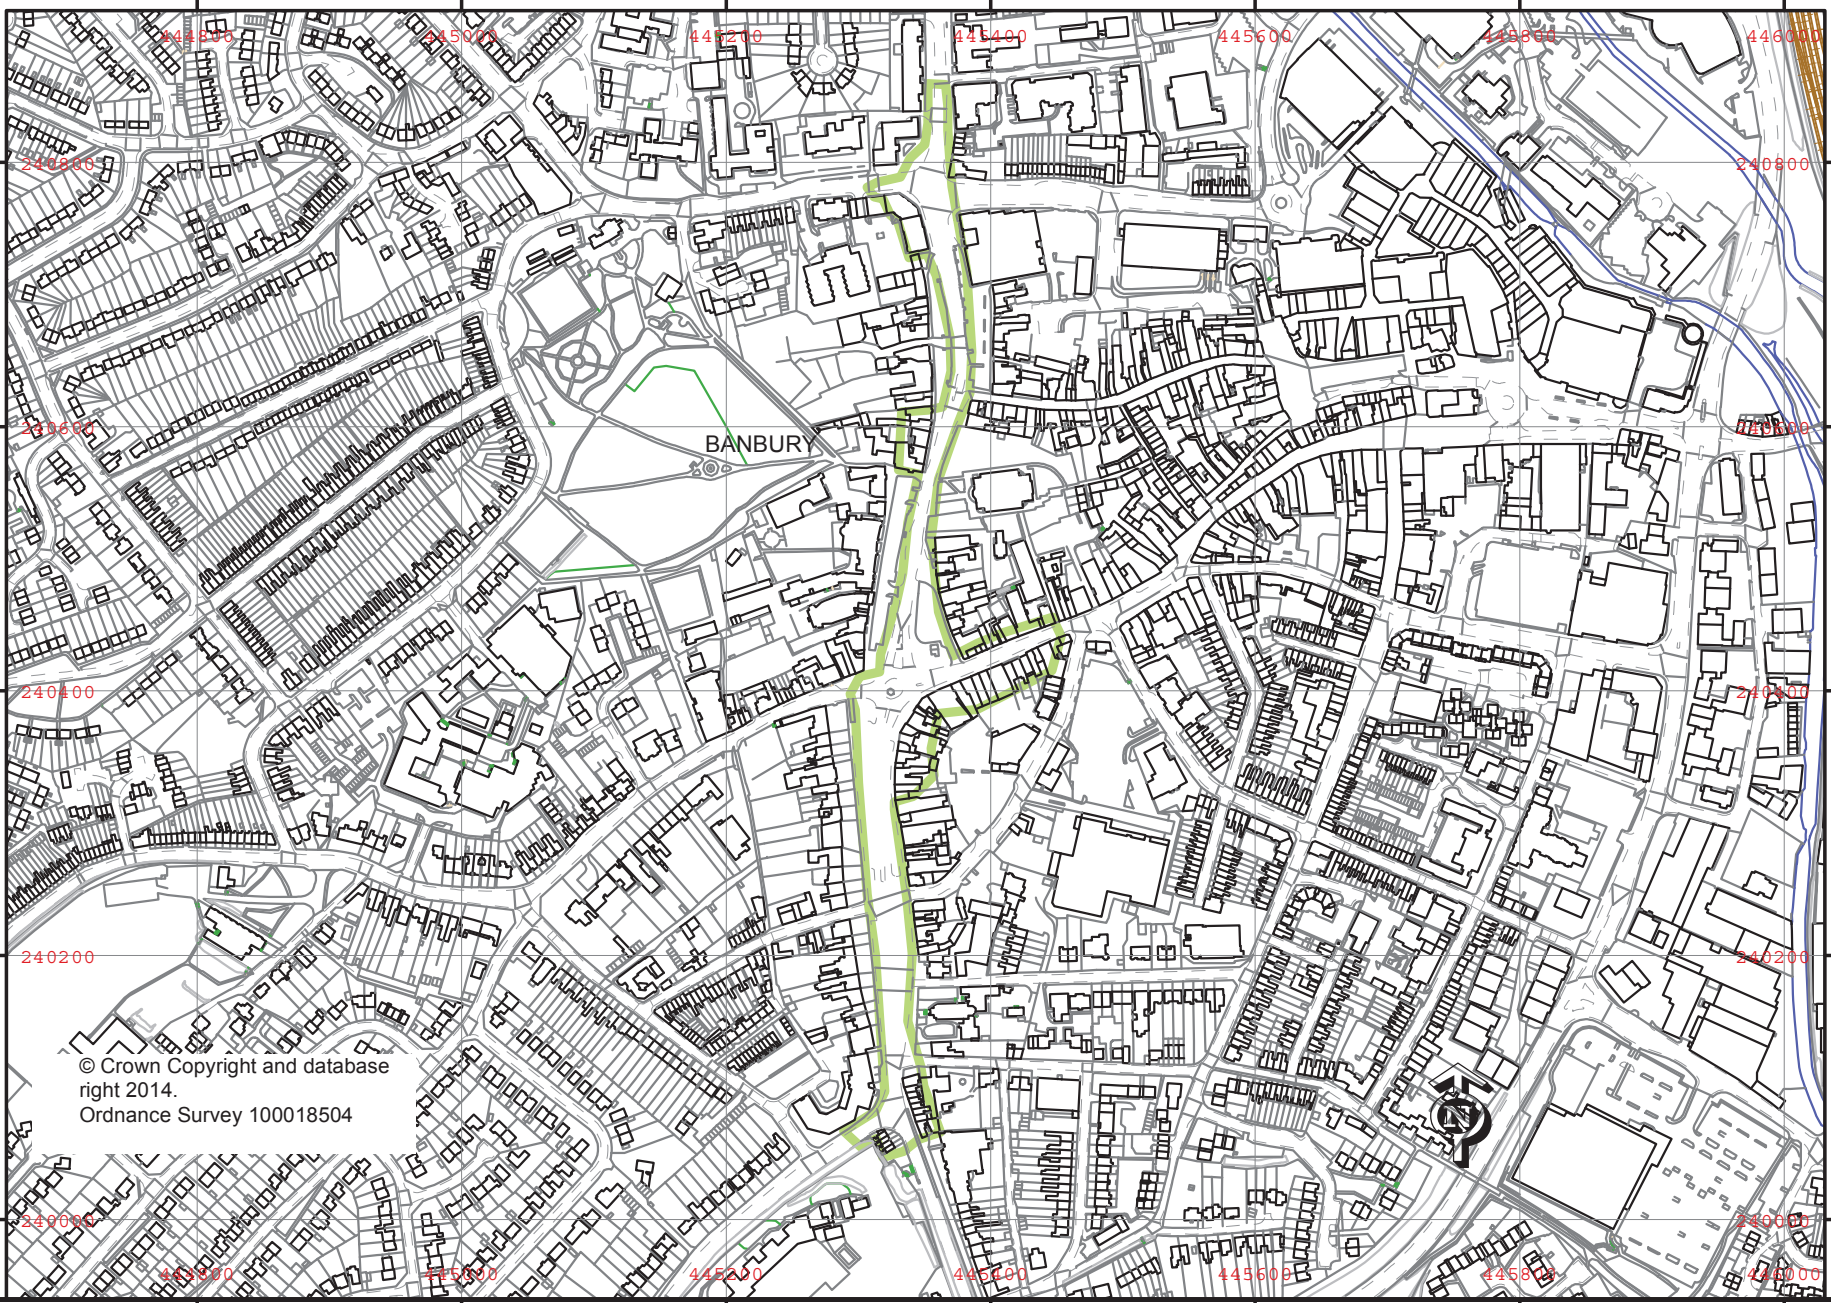 444800 445000 445200 445400 445600 445800 446000
240800 240800
240600 240600
BANBURY
240400 240400
240200 240200
© Crown Copyright and database
right 2014.
Ordnance Survey 100018504
N
240000 240000
444800 445000 445200 445400 445600 445800 446000